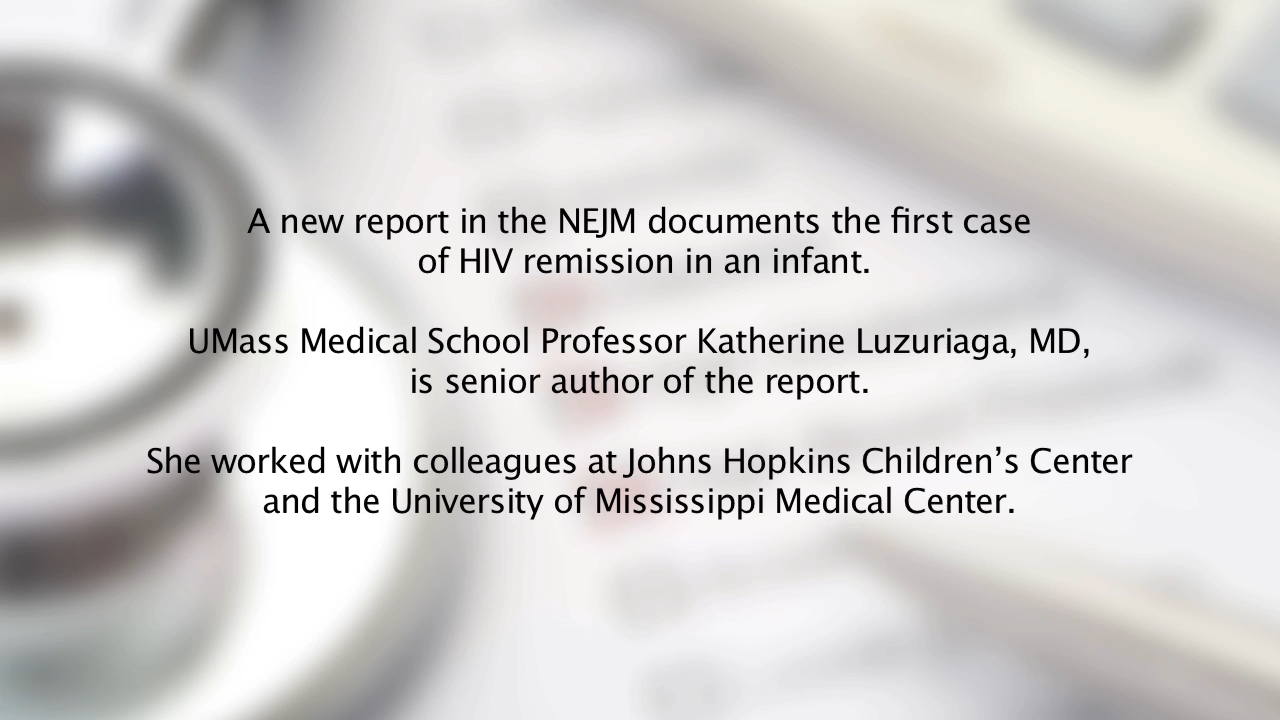 A new report in the NEJM documents the first case
of HIV remission in an infant.
UMass Medical School Professor Katherine Luzuriaga, MD,
is senior author of the report.
She worked with colleagues at Johns Hopkins Children’s Center
and the University of Mississippi Medical Center.